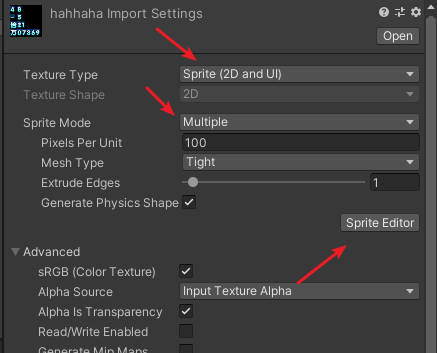 hahhaha Import Settings
Open
Texture Type Sprite (2D and UI)
Texture Shape 2D
Sprite Mode Multiple
Pixels Per Unit 100
Mesh Type Tight
Extrude Edges 1
Generate Physics Shape
Sprite Editor
Advanced
sRGB (Color Texture)
Alpha Source Input Texture Alpha
Alpha Is Transparency
Read/Write Enabled
Generate Mip Maps